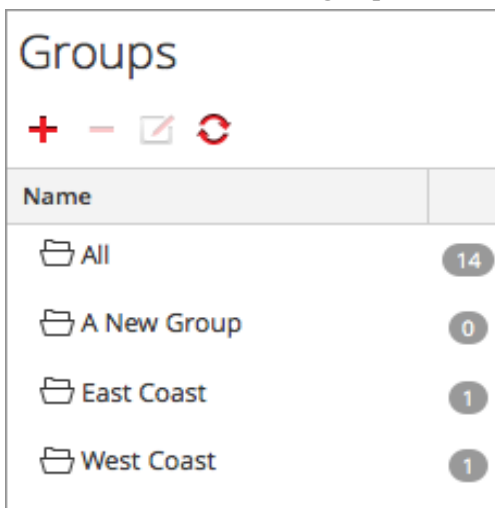 Groups
Name
All 14
A New Group 0
East Coast 1
West Coast 1